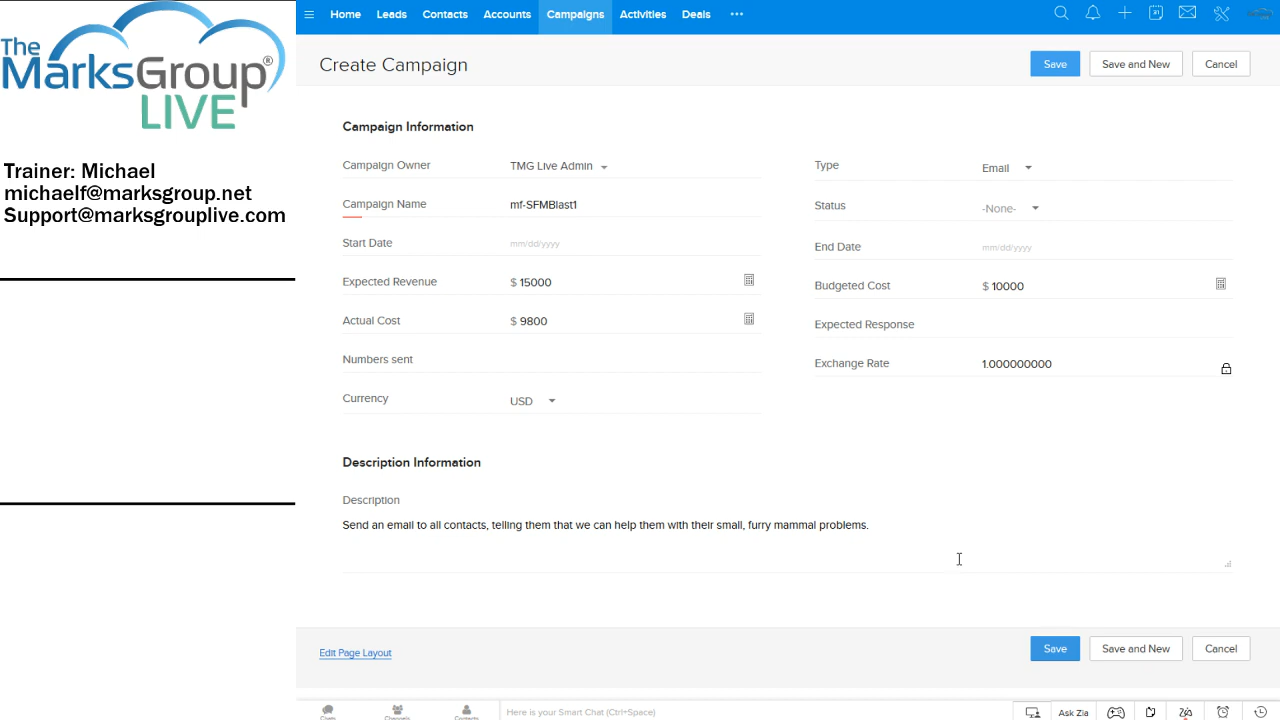 The
MarksGroup®
LIVE
Trainer: Michael
michaelf@marksgroup.net
Support@marksgrouplive.com
Home Leads Contacts Accounts Campaigns Activities Deals •••
Create Campaign
Save Save and New Cancel
Campaign Information
Campaign Owner TMG Live Admin Type Email
Campaign Name mf-SFMBlast1 Status -None-
Start Date mm/dd/yyyy End Date mm/dd/yyyy
Expected Revenue $ 15000 Budgeted Cost $ 10000
Actual Cost $ 9800 Expected Response
Numbers sent Exchange Rate 1.000000000
Currency USD
Description Information
Description
Send an email to all contacts, telling them that we can help them with their small, furry mammal problems.
Edit Page Layout Save Save and New Cancel
Chats Channels Contacts Here is your Smart Chat (Ctrl+Space) Ask Zia